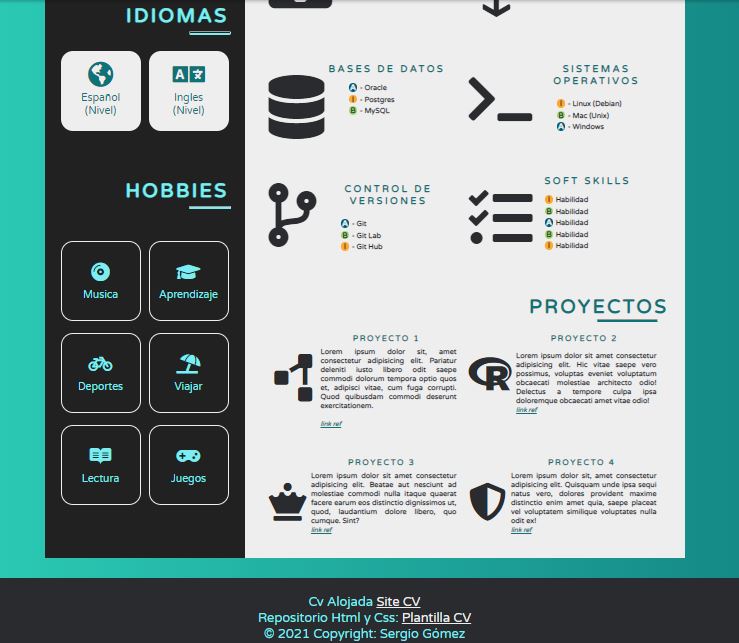 IDIOMAS
Español
(Nivel)
Ingles
(Nivel)
HOBBIES
Musica
Aprendizaje
Deportes
Viajar
Lectura
Juegos
BASES DE DATOS
A - Oracle
I - Postgres
B - MySQL
SISTEMAS
OPERATIVOS
I - Linux (Debian)
B - Mac (Unix)
A - Windows
CONTROL DE
VERSIONES
A - Git
B - Git Lab
I - Git Hub
SOFT SKILLS
I Habilidad
B Habilidad
A Habilidad
B Habilidad
I Habilidad
PROYECTOS
PROYECTO 1
Lorem ipsum dolor sit, amet
consectetur adipisicing elit. Pariatur
deleniti iusto libero odit saepe
commodi dolorum tempora optio quos
et, adipisci vitae, cum fuga corrupti.
Quod quibusdam commodi deserunt
exercitationem.
link ref
PROYECTO 2
Lorem ipsum dolor sit amet consectetur
adipisicing elit. Hic vitae saepe vero
possimus, voluptas eveniet voluptatum
obcaecati molestiae architecto odio!
Delectus a tempore culpa ipsa
doloremque obcaecati amet vitae odio!
link ref
PROYECTO 3
Lorem ipsum dolor sit amet consectetur
adipisicing elit. Beatae aut nesciunt ad
molestiae commodi nulla itaque quaerat
facere earum eos distinctio dignissimos ut,
quod, laudantium dolore libero, quo
cumque. Sint?
link ref
PROYECTO 4
Lorem ipsum dolor sit amet consectetur
adipisicing elit. Quisquam unde ipsa sequi
natus vero, dolores provident maxime
distinctio dolor amet quia, saepe placeat
vel voluptatem similique voluptates nulla
odit ex!
link ref
Cv Alojada Site CV
Repositorio Html y Css: Plantilla CV
© 2021 Copyright: Sergio Gómez